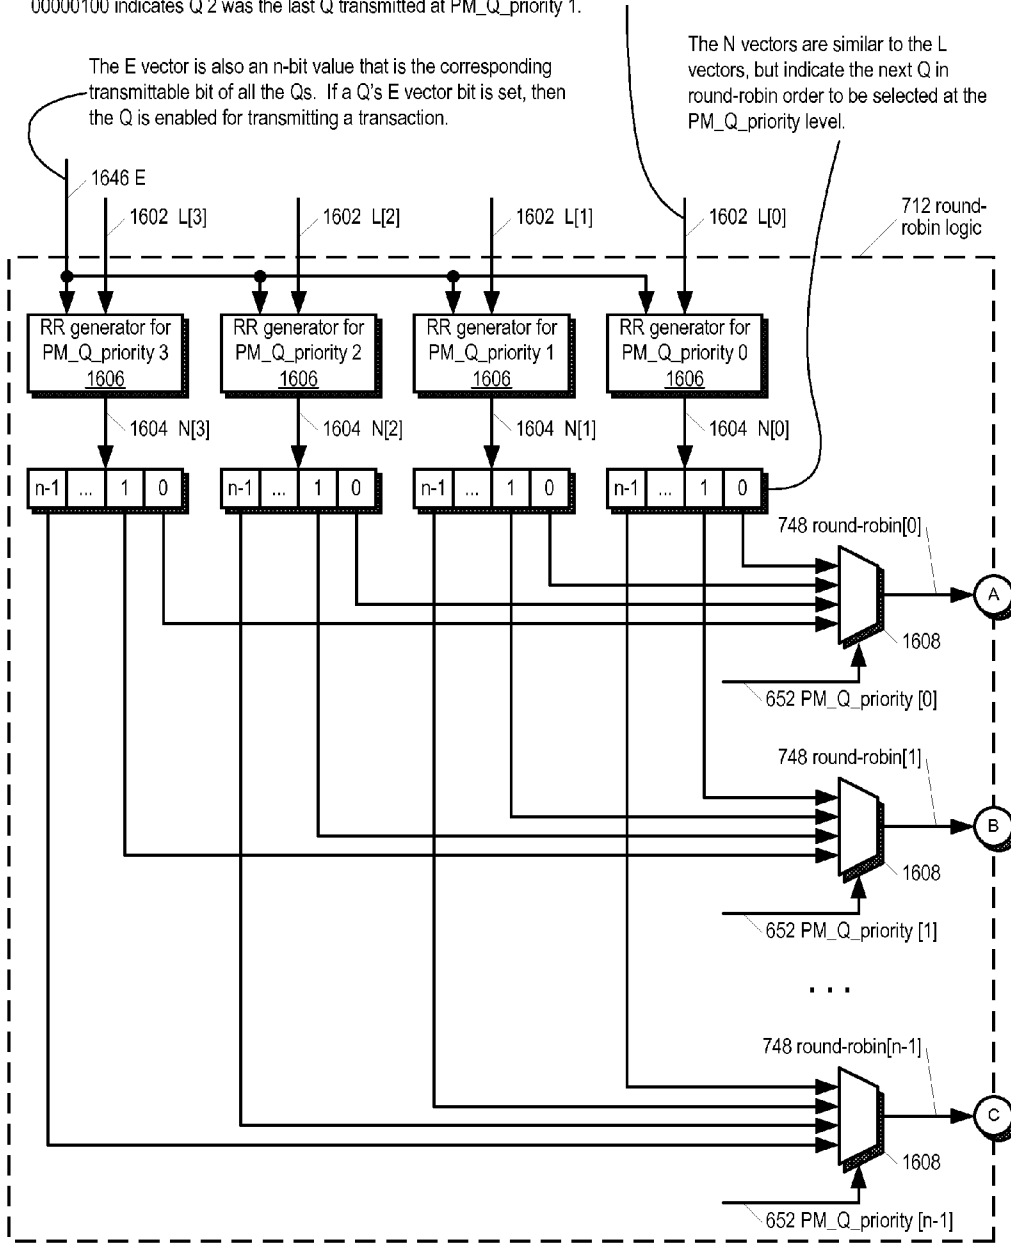 00000100 indicates Q 2 was the last Q transmitted at PM_Q_priority 1.
The N vectors are similar to the L
vectors, but indicate the next Q in
round-robin order to be selected at the
PM_Q_priority level.
The E vector is also an n-bit value that is the corresponding
transmittable bit of all the Qs. If a Q's E vector bit is set, then
the Q is enabled for transmitting a transaction.
1646 E
1602 L[3]
1602 L[2]
1602 L[1]
1602 L[0]
712 round-
robin logic
RR generator for
PM_Q_priority 3
1606
RR generator for
PM_Q_priority 2
1606
RR generator for
PM_Q_priority 1
1606
RR generator for
PM_Q_priority 0
1606
1604 N[3]
1604 N[2]
1604 N[1]
1604 N[0]
n-1 ... 1 0
n-1 ... 1 0
n-1 ... 1 0
n-1 ... 1 0
748 round-robin[0]
A
1608
652 PM_Q_priority [0]
748 round-robin[1]
B
1608
652 PM_Q_priority [1]
. . .
748 round-robin[n-1]
C
1608
652 PM_Q_priority [n-1]